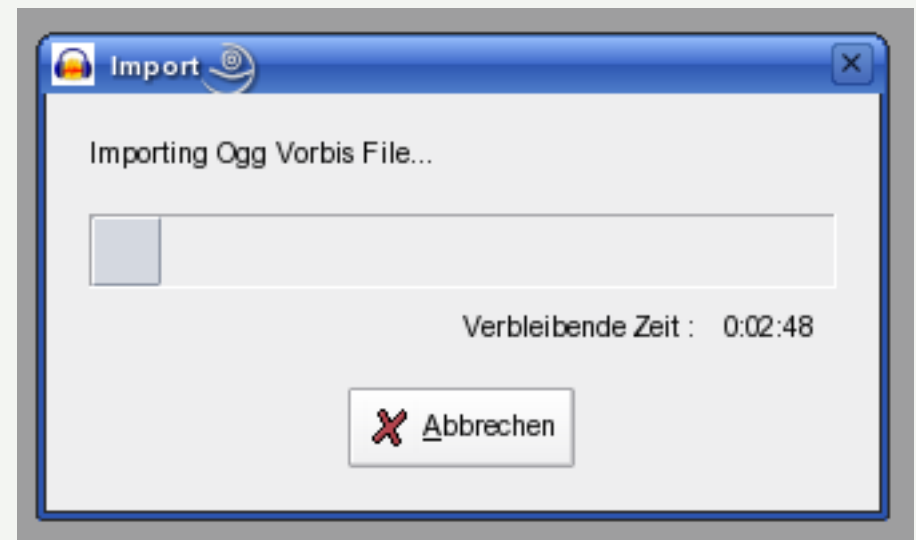 Import
Importing Ogg Vorbis File...
Verbleibende Zeit : 0:02:48
Abbrechen